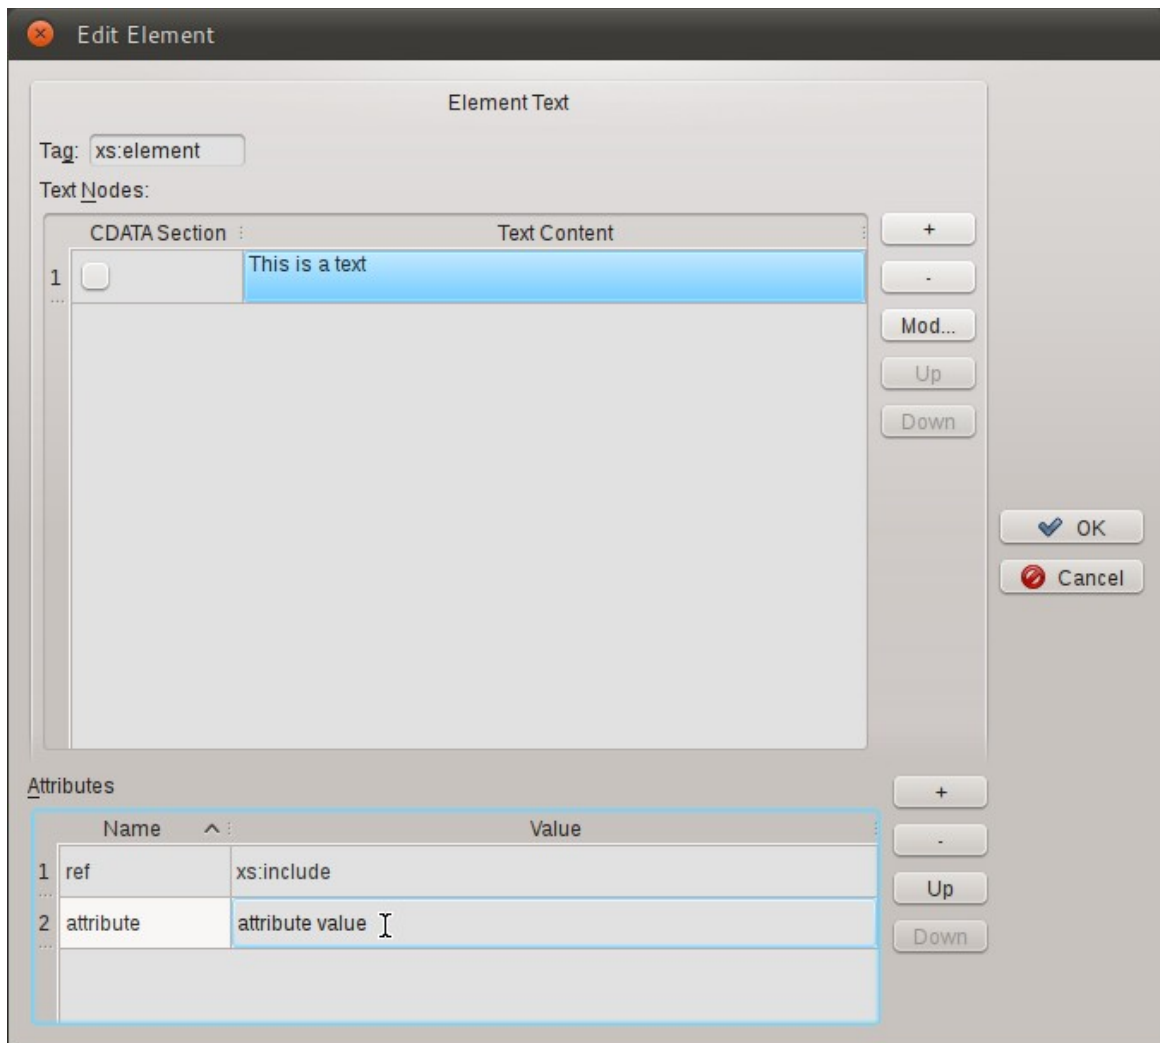 Edit Element
Element Text
Tag: xs:element
Text Nodes:
CDATA Section Text Content
+
1 This is a text
-
Mod...
Up
Down
OK
Cancel
Attributes
+
Name Value
-
1 ref xs:include
Up
2 attribute attribute value
Down